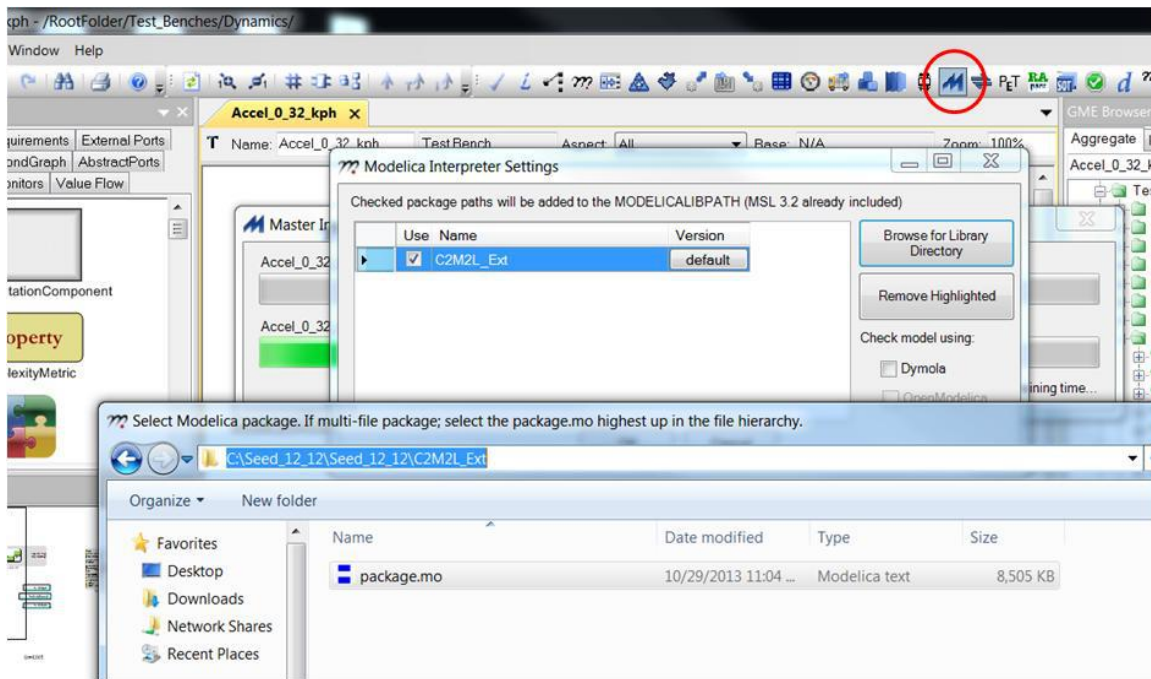 kph - /RootFolder/Test_Benches/Dynamics/
Window Help
PET
Accel_0_32_kph x
GME Browser
Name: Accel_0_32_kph TestBench Aspect: All Base: N/A Zoom: 100%
Aggregate
quirements External Ports
ondGraph AbstractPorts
onitors Value Flow
Accel_0_32_k
Te
Modelica Interpreter Settings
Checked package paths will be added to the MODELICALIBPATH (MSL 3.2 already included)
Use Name Version
C2M2L_Ext default
Browse for Library
Directory
Remove Highlighted
Check model using:
Dymola
OpenModelica
Master In
Accel_0_32
Accel_0_32
ining time...
tationComponent
operty
lexityMetric
Select Modelica package. If multi-file package; select the package.mo highest up in the file hierarchy.
C:\Seed_12_12\Seed_12_12\C2M2L_Ext
Organize New folder
Favorites
Desktop
Downloads
Network Shares
Recent Places
Name Date modified Type Size
package.mo 10/29/2013 11:04 ... Modelica text 8,505 KB